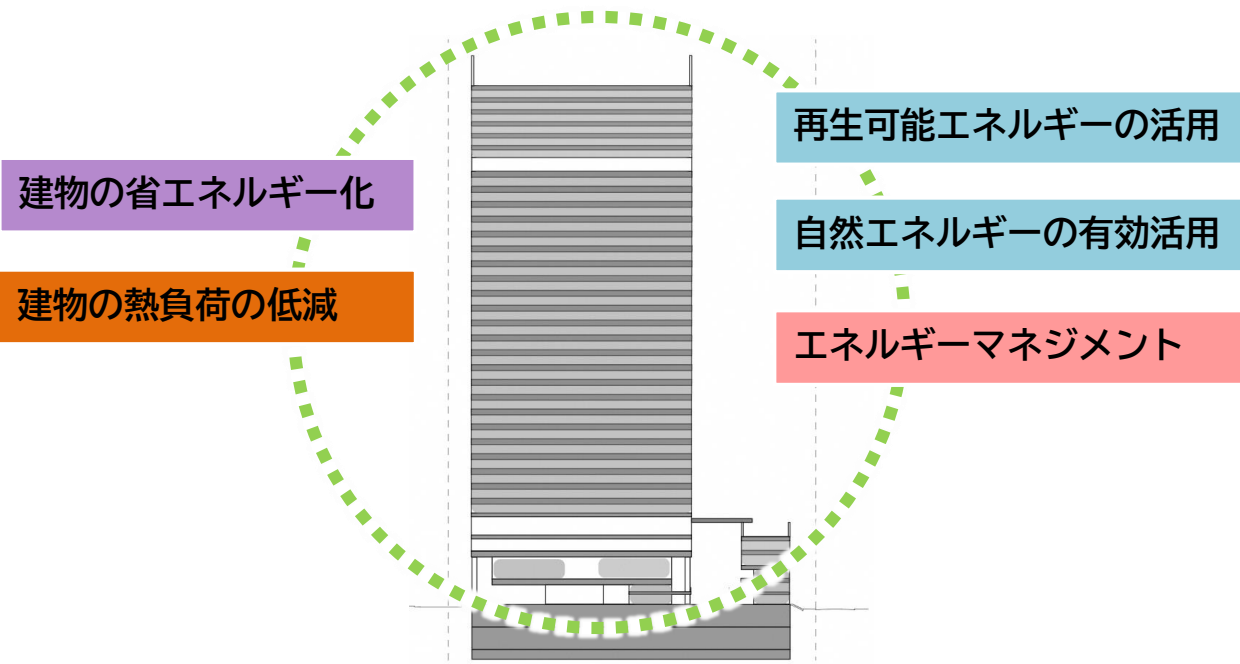 建物の省エネルギー化
建物の熱負荷の低減
再生可能エネルギーの活用
自然エネルギーの有効活用
エネルギーマネジメント